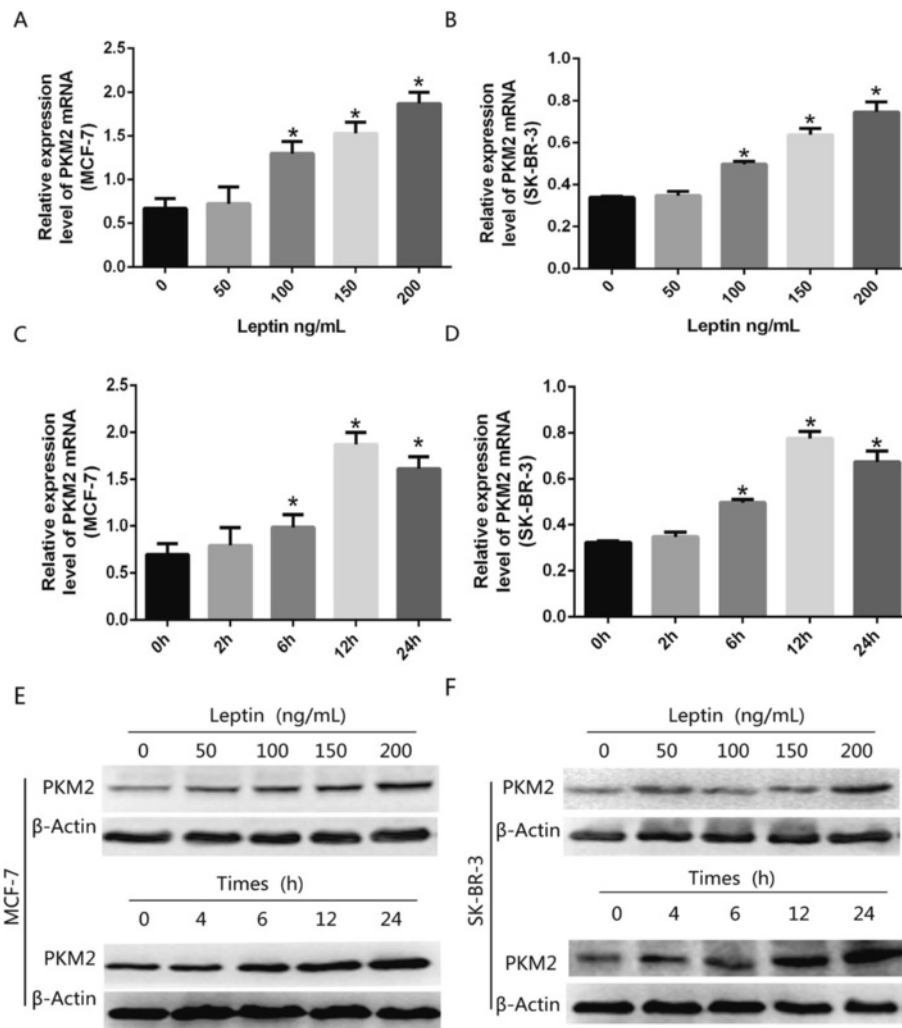 A
Relative expression
level of PKM2 mRNA
(MCF-7)
2.5
2.0
1.5
1.0
0.5
0.0
*
*
*
0
50
100
150
200
Leptin ng/mL
B
Relative expression
level of PKM2 mRNA
(SK-BR-3)
1.0
0.8
0.6
0.4
0.2
0.0
*
*
*
0
50
100
150
200
Leptin ng/mL
C
Relative expression
level of PKM2 mRNA
(MCF-7)
2.5
2.0
1.5
1.0
0.5
0.0
*
*
*
0h
2h
6h
12h
24h
D
Relative expression
level of PKM2 mRNA
(SK-BR-3)
1.0
0.8
0.6
0.4
0.2
0.0
*
*
*
0h
2h
6h
12h
24h
E
MCF-7
Leptin (ng/mL)
0 50 100 150 200
PKM2
β-Actin
Times (h)
0 4 6 12 24
PKM2
β-Actin
F
SK-BR-3
Leptin (ng/mL)
0 50 100 150 200
PKM2
β-Actin
Times (h)
0 4 6 12 24
PKM2
β-Actin